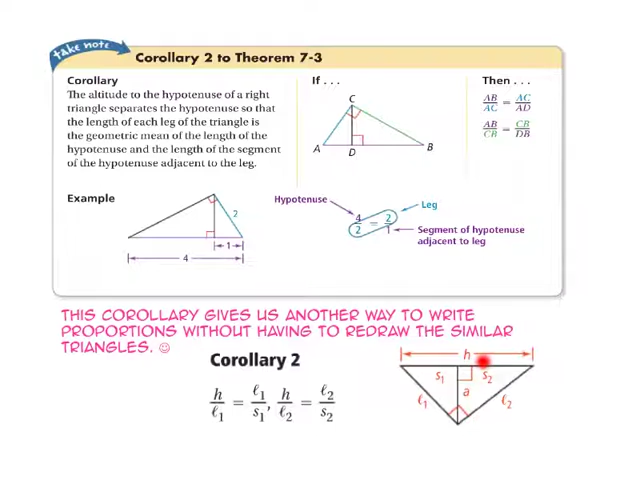 take note
Corollary 2 to Theorem 7-3
Corollary
The altitude to the hypotenuse of a right
triangle separates the hypotenuse so that
the length of each leg of the triangle is
the geometric mean of the length of the
hypotenuse and the length of the segment
of the hypotenuse adjacent to the leg.
If . . .
C
A
D
B
Then . . .
AB/AC = AC/AD
AB/CB = CB/DB
Example
2
1
4
Hypotenuse
4/2 = 2/1
Leg
Segment of hypotenuse
adjacent to leg
THIS COROLLARY GIVES US ANOTHER WAY TO WRITE
PROPORTIONS WITHOUT HAVING TO REDRAW THE SIMILAR
TRIANGLES. ☺
Corollary 2
h/ℓ₁ = ℓ₁/s₁, h/ℓ₂ = ℓ₂/s₂
h
s₁
s₂
a
ℓ₁
ℓ₂